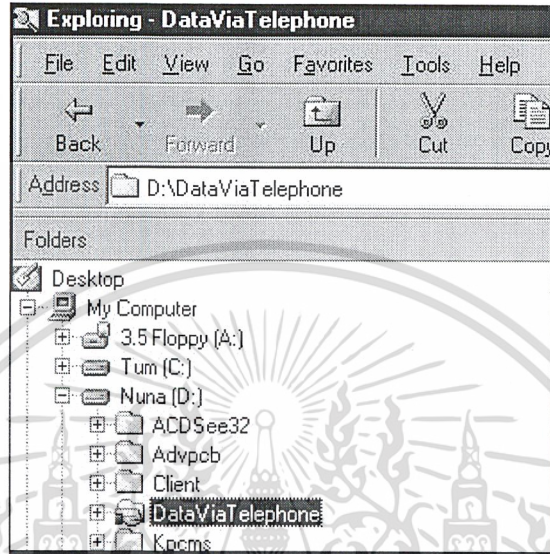 Exploring - DataViaTelephone
File Edit View Go Favorites Tools Help
Back Forward Up Cut Copy
Address D:\DataViaTelephone
Folders
Desktop
My Computer
3.5 Floppy (A:)
Tum (C:)
Nuna (D:)
ACDSee32
Advpcb
Client
DataViaTelephone
Kpcms